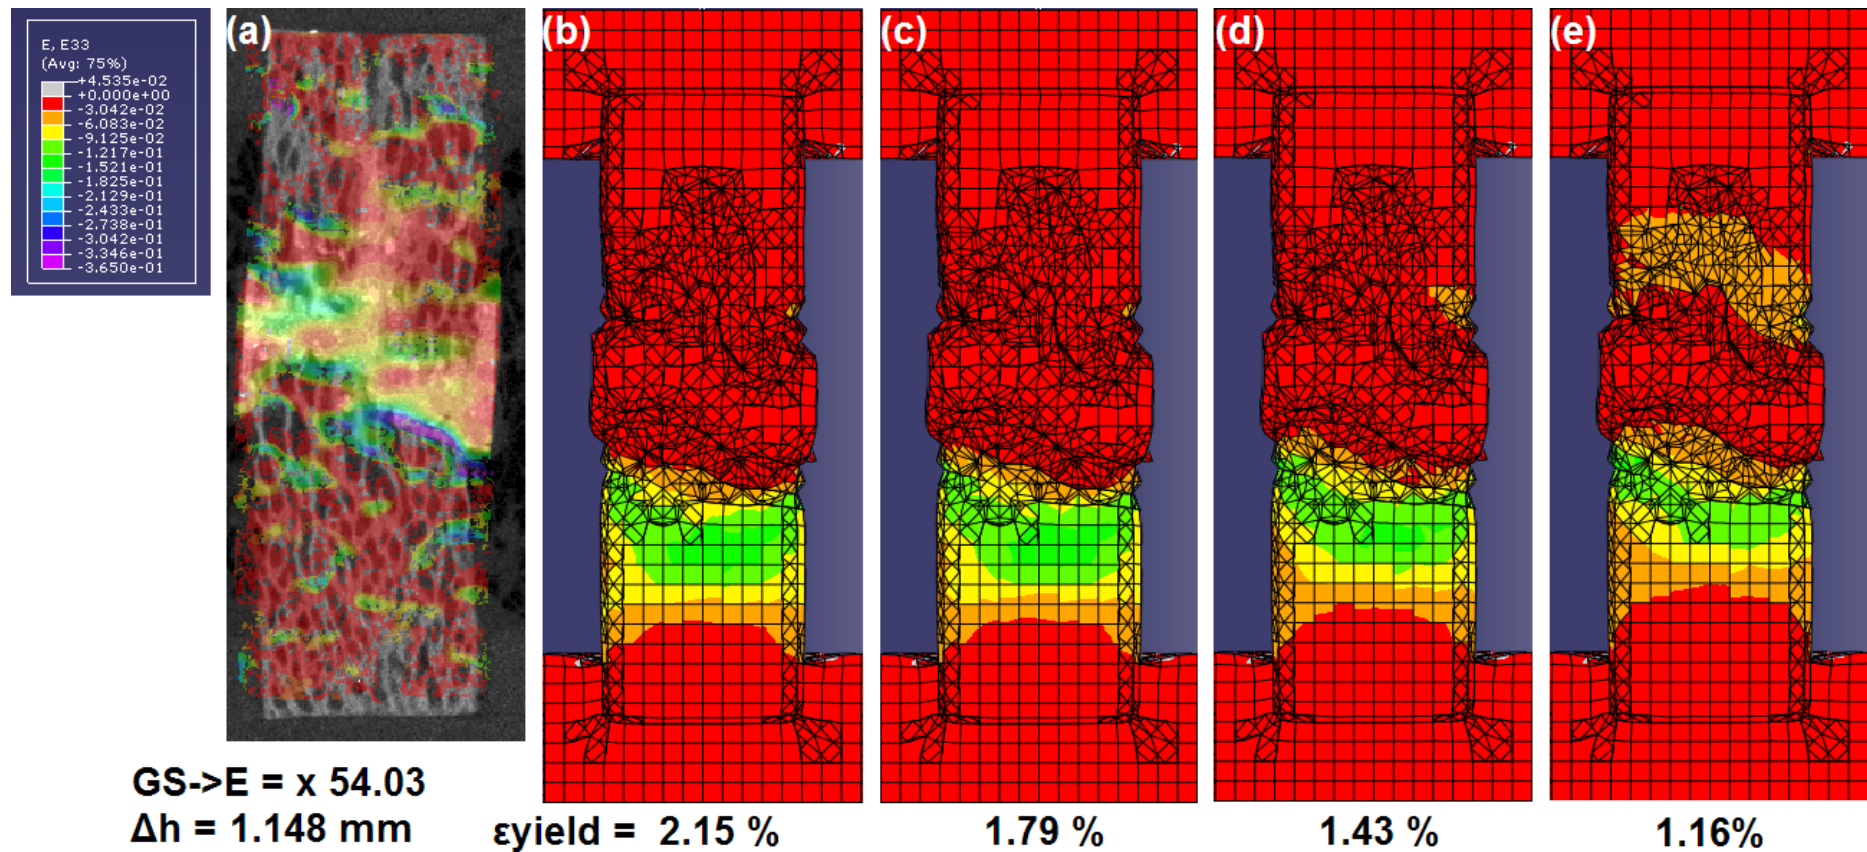 E, E33
(Avg: 75%)
+4.535e-02
+0.000e+00
-3.042e-02
-6.083e-02
-9.125e-02
-1.217e-01
-1.521e-01
-1.825e-01
-2.129e-01
-2.433e-01
-2.738e-01
-3.042e-01
-3.346e-01
-3.650e-01
(a)
(b)
(c)
(d)
(e)
GS->E = x 54.03
Δh = 1.148 mm
εyield = 2.15 %
1.79 %
1.43 %
1.16%